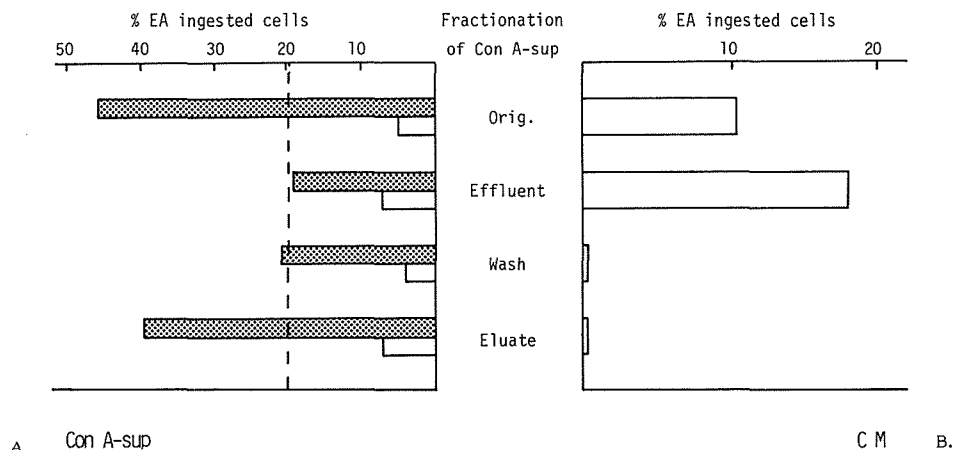 % EA ingested cells
Fractionation of Con A-sup
% EA ingested cells
50 40 30 20 10
10 20
Orig.
Effluent
Wash
Eluate
A Con A-sup
C M B.